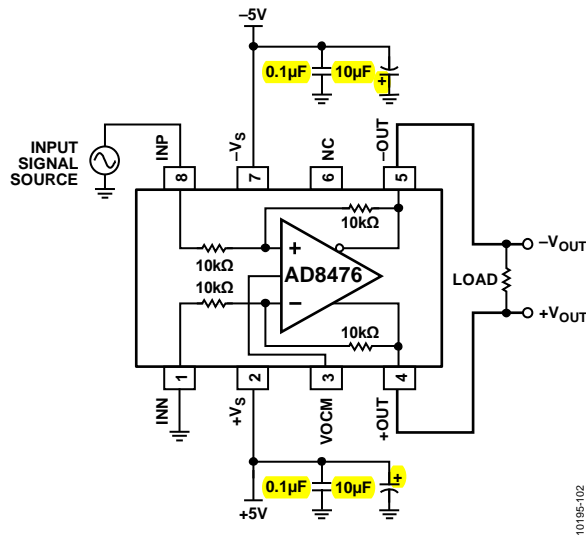 –5V
0.1µF 10µF
+
INPUT
SIGNAL
SOURCE
INP
–VS
NC
–OUT
8 7 6 5
10kΩ
10kΩ
10kΩ
+
–
AD8476
10kΩ
LOAD
–VOUT
+VOUT
1 2 3 4
INN
+VS
VOCM
+OUT
0.1µF 10µF
+
+5V
10195-102